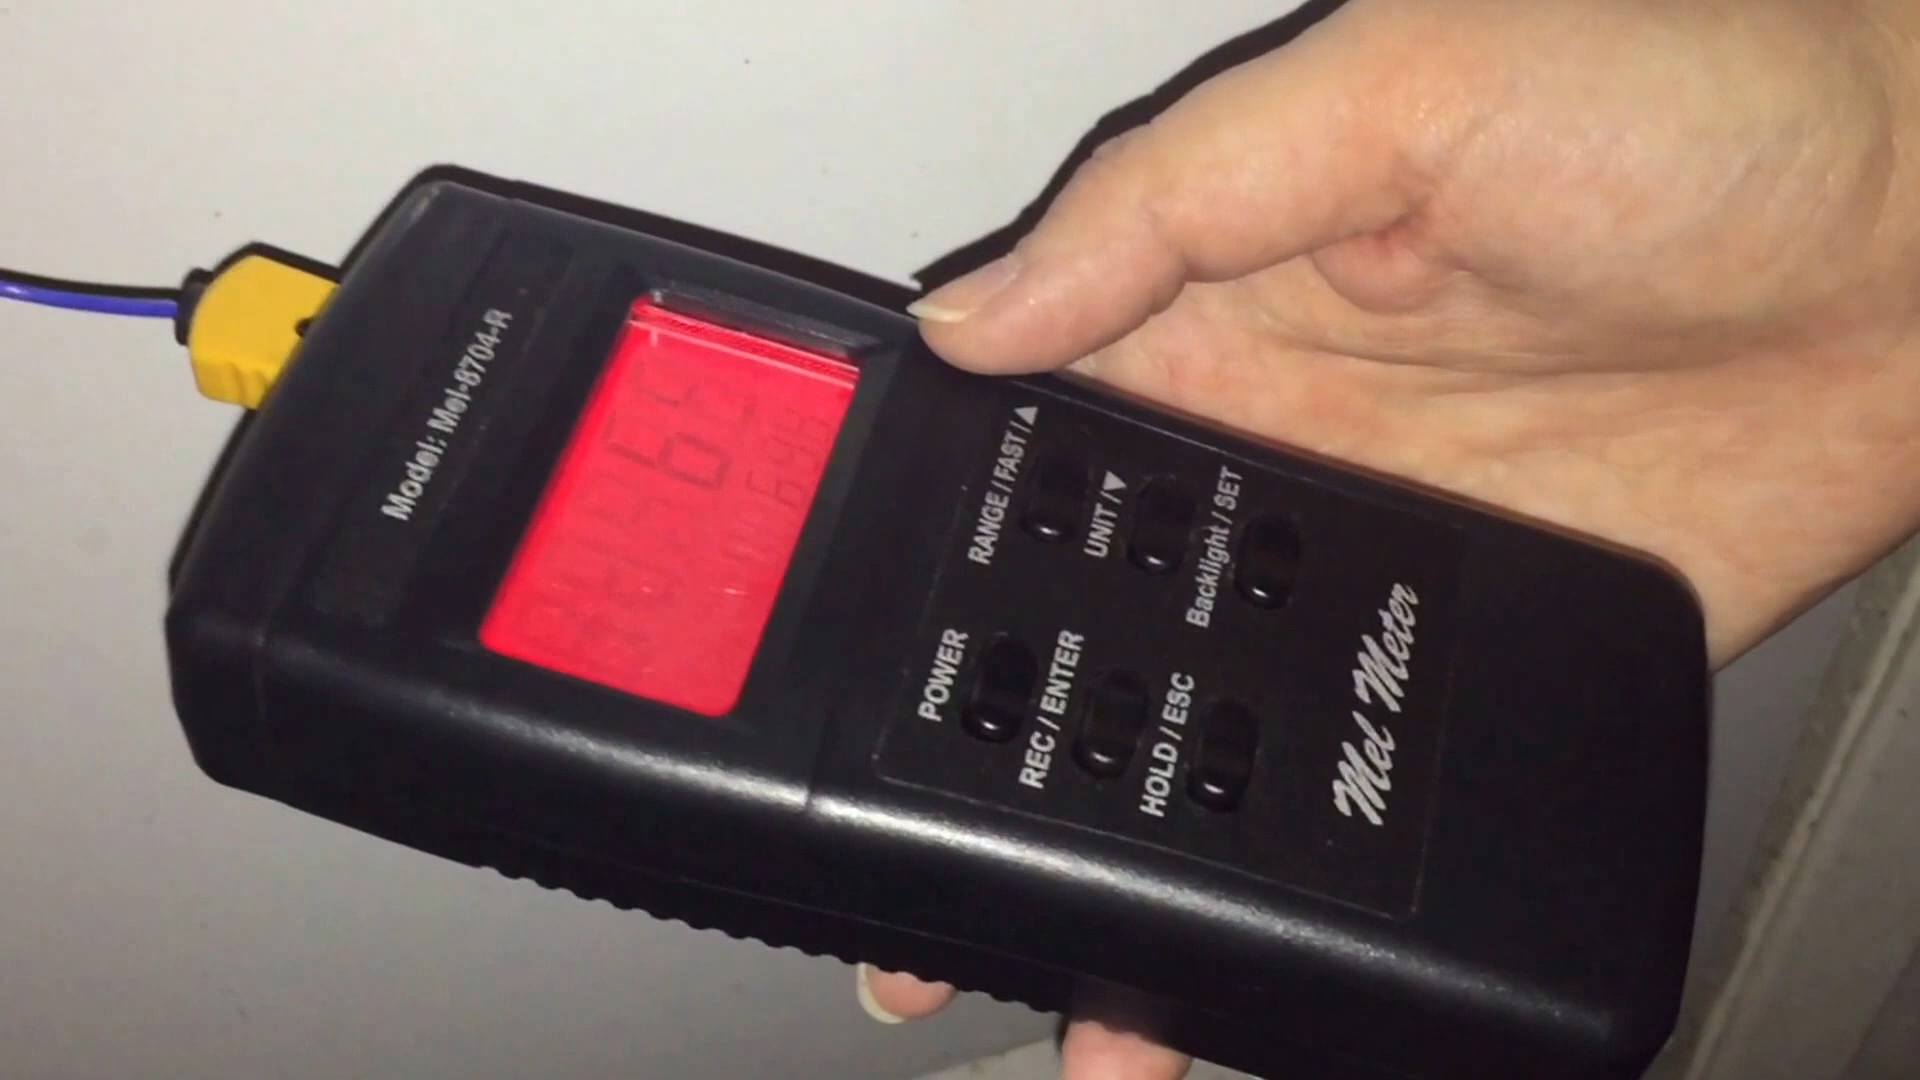 Model: Mel-8704-R
RANGE / FAST / ▲
UNIT / ▼
Backlight / SET
POWER
REC / ENTER
HOLD / ESC
Mel Meter